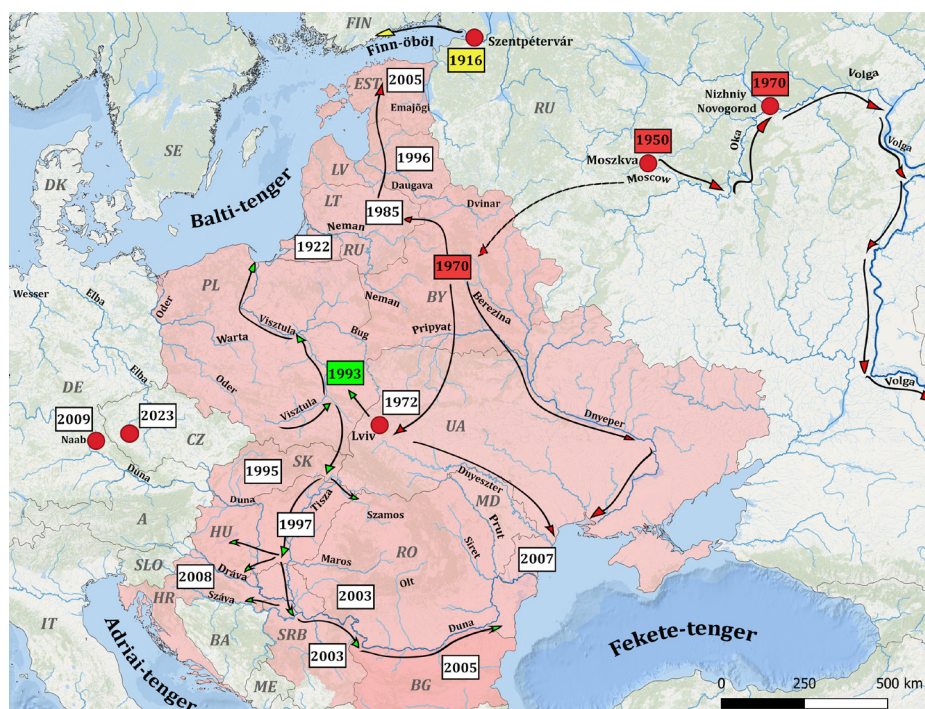 FIN
Finn-öböl
Szentpétervár
1916
EST
2005
Emajõgi
RU
Nizhniy
Novogorod
1970
Volga
Volga
Oka
1950
Moszkva
Moscow
SE
DK
Balti-tenger
LV
1996
Daugava
Dvinar
LT
1985
Neman
1922
RU
1970
BY
Neman
Berezina
Pripyat
PL
Oder
Wesser
Elba
Visztula
Warta
Bug
Volga
1993
Elba
Oder
Visztula
1972
Lviv
DE
2009
Naab
2023
CZ
UA
Dnyeper
Duna
1995
SK
Duna
Tisza
Szamos
Dnyeszter
MD
Prut
Siret
A
HU
1997
Maros
RO
Olt
2007
SLO
2008
Dráva
HR
Száva
2003
IT
BA
SRB
2003
Duna
2005
BG
ME
Adriai-tenger
Fekete-tenger
0 250 500 km